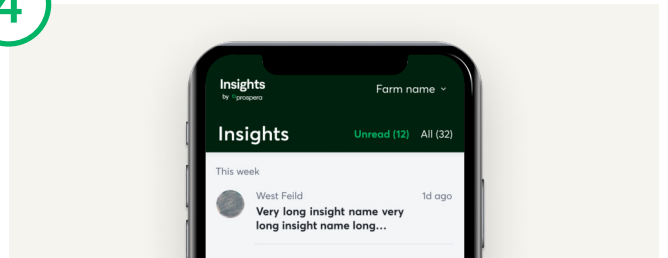 4
Insights
by prospera
Farm name
Insights
Unread (12) All (32)
This week
West Feild
1d ago
Very long insight name very
long insight name long...